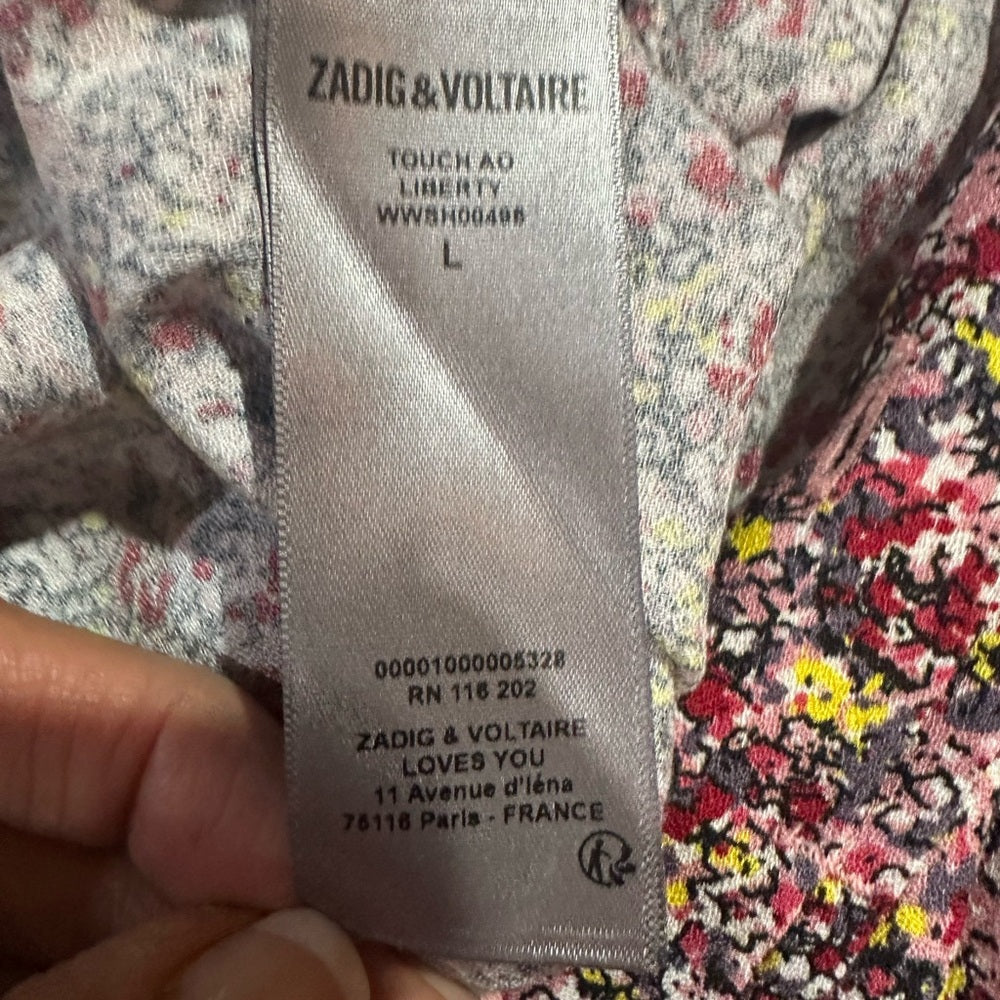 ZADIG&VOLTAIRE
TOUCH AO
LIBERTY
WWSH00496
L
00001000005328
RN 116 202
ZADIG & VOLTAIRE
LOVES YOU
11 Avenue d'Iéna
75116 Paris - FRANCE